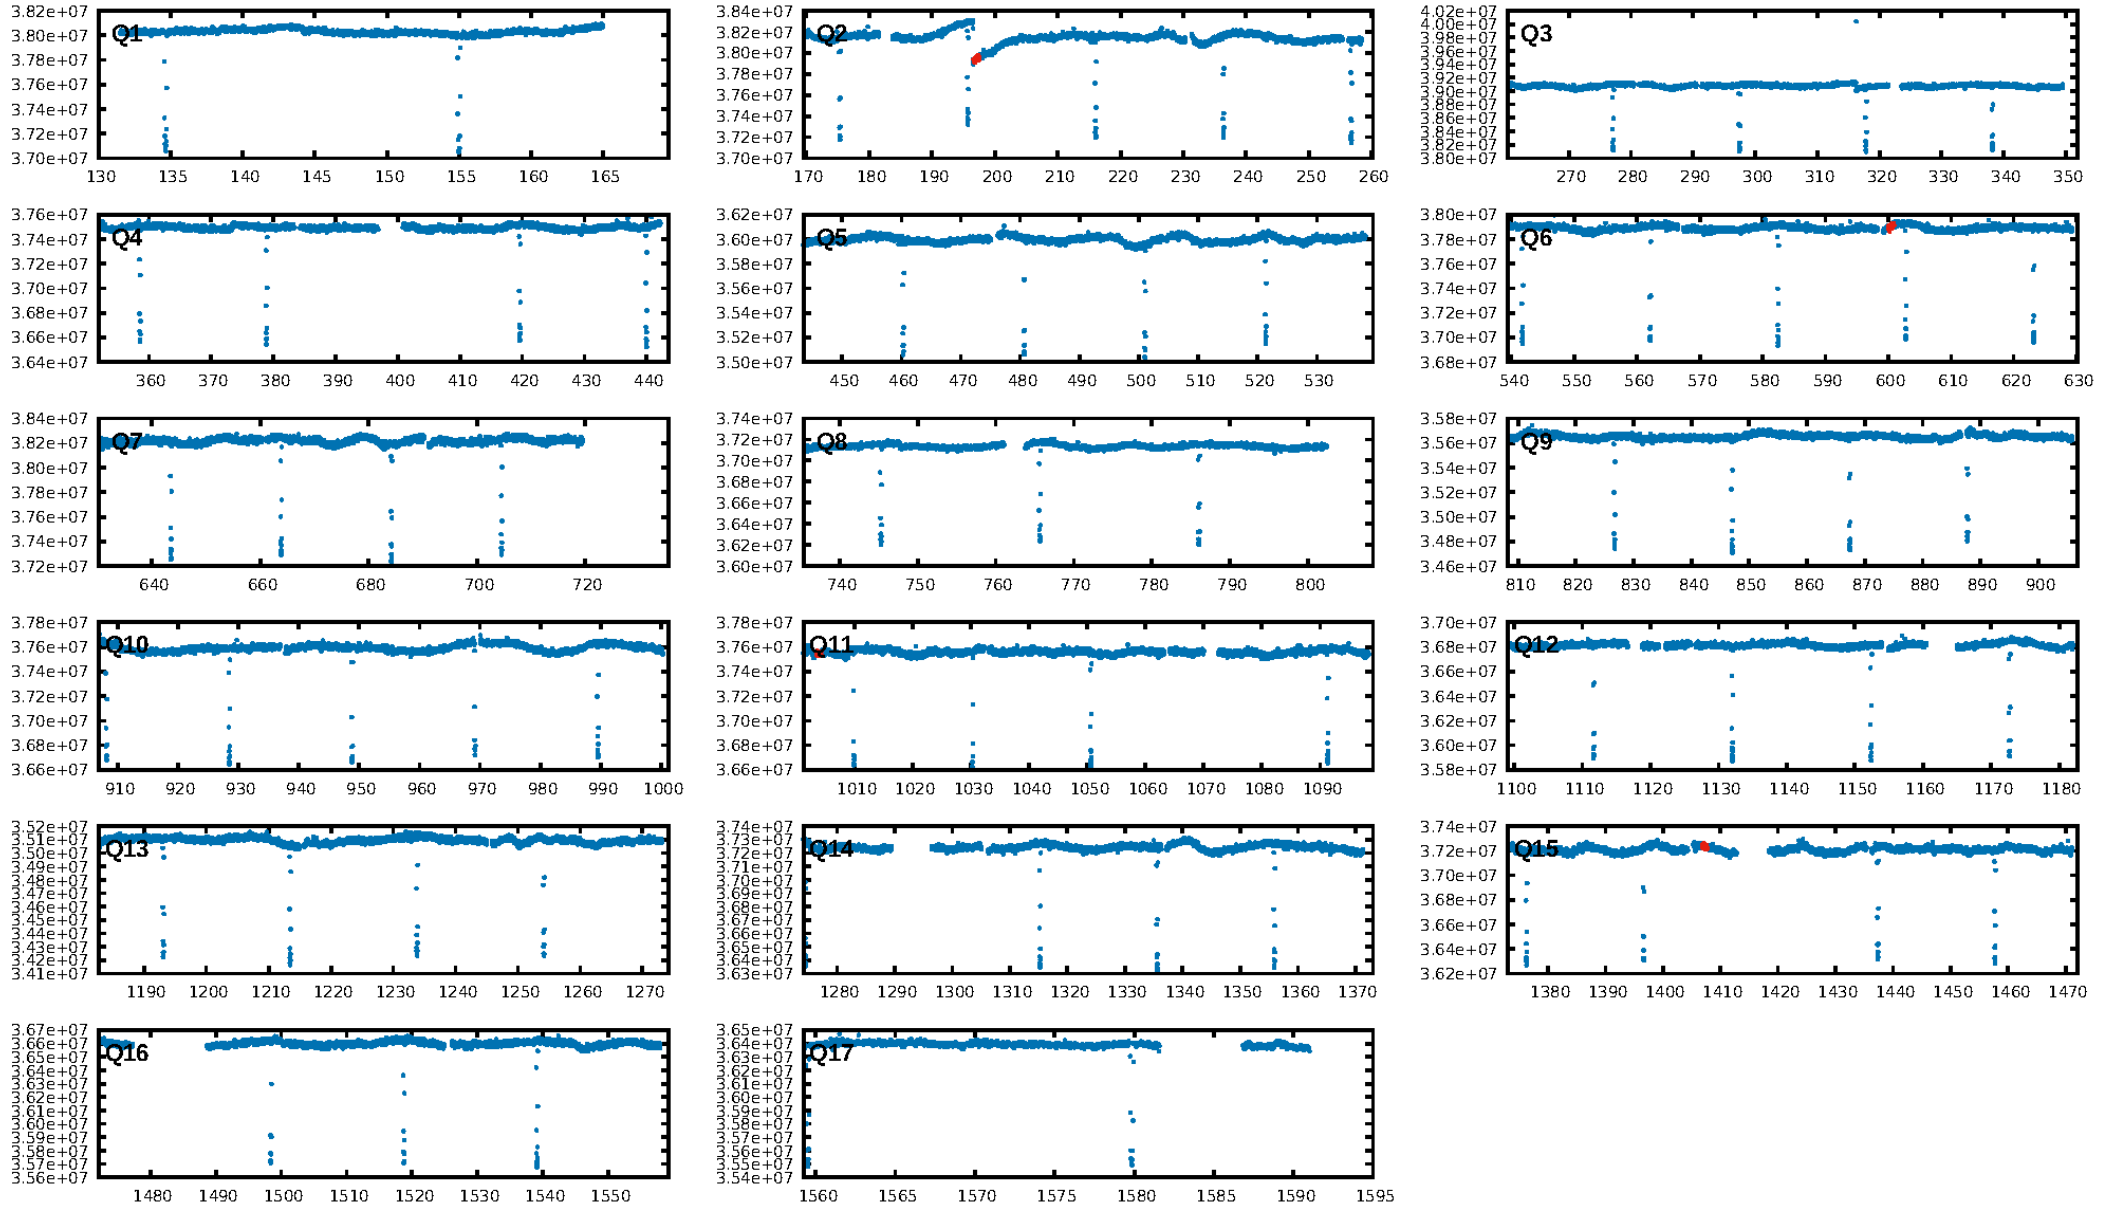 3.82e+07
3.80e+07
3.78e+07
3.76e+07
3.74e+07
3.72e+07
3.70e+07
Q1
130 135 140 145 150 155 160 165
3.84e+07
3.82e+07
3.80e+07
3.78e+07
3.76e+07
3.74e+07
3.72e+07
3.70e+07
Q2
170 180 190 200 210 220 230 240 250 260
4.02e+07
4.00e+07
3.98e+07
3.96e+07
3.94e+07
3.92e+07
3.90e+07
3.88e+07
3.86e+07
3.84e+07
3.82e+07
3.80e+07
Q3
270 280 290 300 310 320 330 340 350
3.76e+07
3.74e+07
3.72e+07
3.70e+07
3.68e+07
3.66e+07
3.64e+07
Q4
360 370 380 390 400 410 420 430 440
3.62e+07
3.60e+07
3.58e+07
3.56e+07
3.54e+07
3.52e+07
3.50e+07
Q5
450 460 470 480 490 500 510 520 530
3.80e+07
3.78e+07
3.76e+07
3.74e+07
3.72e+07
3.70e+07
3.68e+07
Q6
540 550 560 570 580 590 600 610 620 630
3.84e+07
3.82e+07
3.80e+07
3.78e+07
3.76e+07
3.74e+07
3.72e+07
Q7
640 660 680 700 720
3.74e+07
3.72e+07
3.70e+07
3.68e+07
3.66e+07
3.64e+07
3.62e+07
3.60e+07
Q8
740 750 760 770 780 790 800
3.58e+07
3.56e+07
3.54e+07
3.52e+07
3.50e+07
3.48e+07
3.46e+07
Q9
810 820 830 840 850 860 870 880 890 900
3.78e+07
3.76e+07
3.74e+07
3.72e+07
3.70e+07
3.68e+07
3.66e+07
Q10
910 920 930 940 950 960 970 980 990 1000
3.78e+07
3.76e+07
3.74e+07
3.72e+07
3.70e+07
3.68e+07
3.66e+07
Q11
1010 1020 1030 1040 1050 1060 1070 1080 1090
3.70e+07
3.68e+07
3.66e+07
3.64e+07
3.62e+07
3.60e+07
3.58e+07
Q12
1100 1110 1120 1130 1140 1150 1160 1170 1180
3.52e+07
3.51e+07
3.50e+07
3.49e+07
3.48e+07
3.47e+07
3.46e+07
3.45e+07
3.44e+07
3.43e+07
3.42e+07
3.41e+07
Q13
1190 1200 1210 1220 1230 1240 1250 1260 1270
3.74e+07
3.73e+07
3.72e+07
3.71e+07
3.70e+07
3.69e+07
3.68e+07
3.67e+07
3.66e+07
3.65e+07
3.64e+07
3.63e+07
Q14
1280 1290 1300 1310 1320 1330 1340 1350 1360 1370
3.74e+07
3.72e+07
3.70e+07
3.68e+07
3.66e+07
3.64e+07
3.62e+07
Q15
1380 1390 1400 1410 1420 1430 1440 1450 1460 1470
3.67e+07
3.66e+07
3.65e+07
3.64e+07
3.63e+07
3.62e+07
3.61e+07
3.60e+07
3.59e+07
3.58e+07
3.57e+07
3.56e+07
Q16
1480 1490 1500 1510 1520 1530 1540 1550
3.65e+07
3.64e+07
3.63e+07
3.62e+07
3.61e+07
3.60e+07
3.59e+07
3.58e+07
3.57e+07
3.56e+07
3.55e+07
3.54e+07
Q17
1560 1565 1570 1575 1580 1585 1590 1595